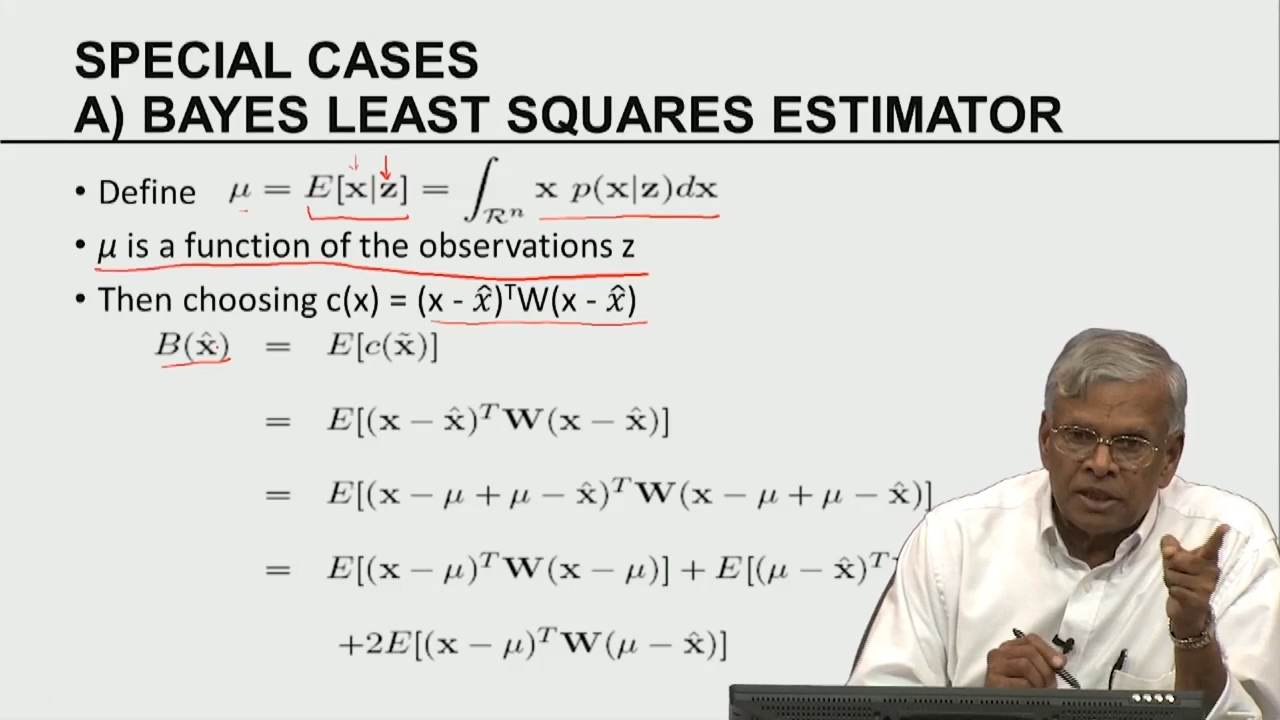 SPECIAL CASES
A) BAYES LEAST SQUARES ESTIMATOR
• Define μ = E[x|z] = ∫_{ℛⁿ} x p(x|z)dx
• μ is a function of the observations z
• Then choosing c(x) = (x - x̂)ᵀW(x - x̂)
B(x̂) = E[c(x̃)]
= E[(x − x̂)ᵀW(x − x̂)]
= E[(x − μ + μ − x̂)ᵀW(x − μ + μ − x̂)]
= E[(x − μ)ᵀW(x − μ)] + E[(μ − x̂)ᵀ
+2E[(x − μ)ᵀW(μ − x̂)]